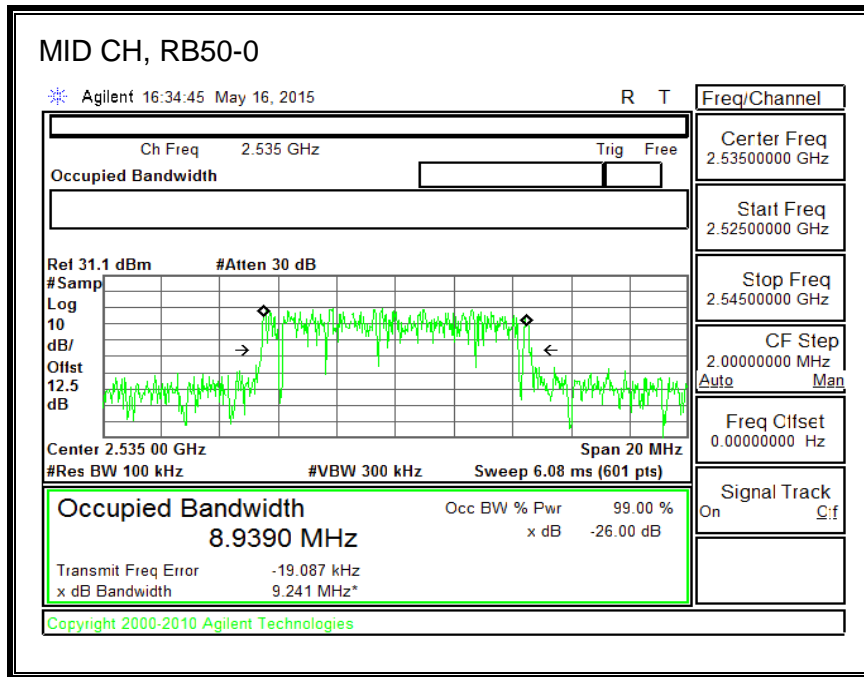 MID CH, RB50-0
Agilent 16:34:45 May 16, 2015 R T
Ch Freq 2.535 GHz Trig Free
Occupied Bandwidth
Ref 31.1 dBm #Atten 30 dB
#Samp
Log
10
dB/
Offst
12.5
dB
Center 2.535 00 GHz Span 20 MHz
#Res BW 100 kHz #VBW 300 kHz Sweep 6.08 ms (601 pts)
Occupied Bandwidth Occ BW % Pwr 99.00 %
8.9390 MHz x dB -26.00 dB
Transmit Freq Error -19.087 kHz
x dB Bandwidth 9.241 MHz*
Copyright 2000-2010 Agilent Technologies
Freq/Channel
Center Freq
2.53500000 GHz
Start Freq
2.52500000 GHz
Stop Freq
2.54500000 GHz
CF Step
2.00000000 MHz
Auto Man
Freq Offset
0.00000000 Hz
Signal Track
On Off